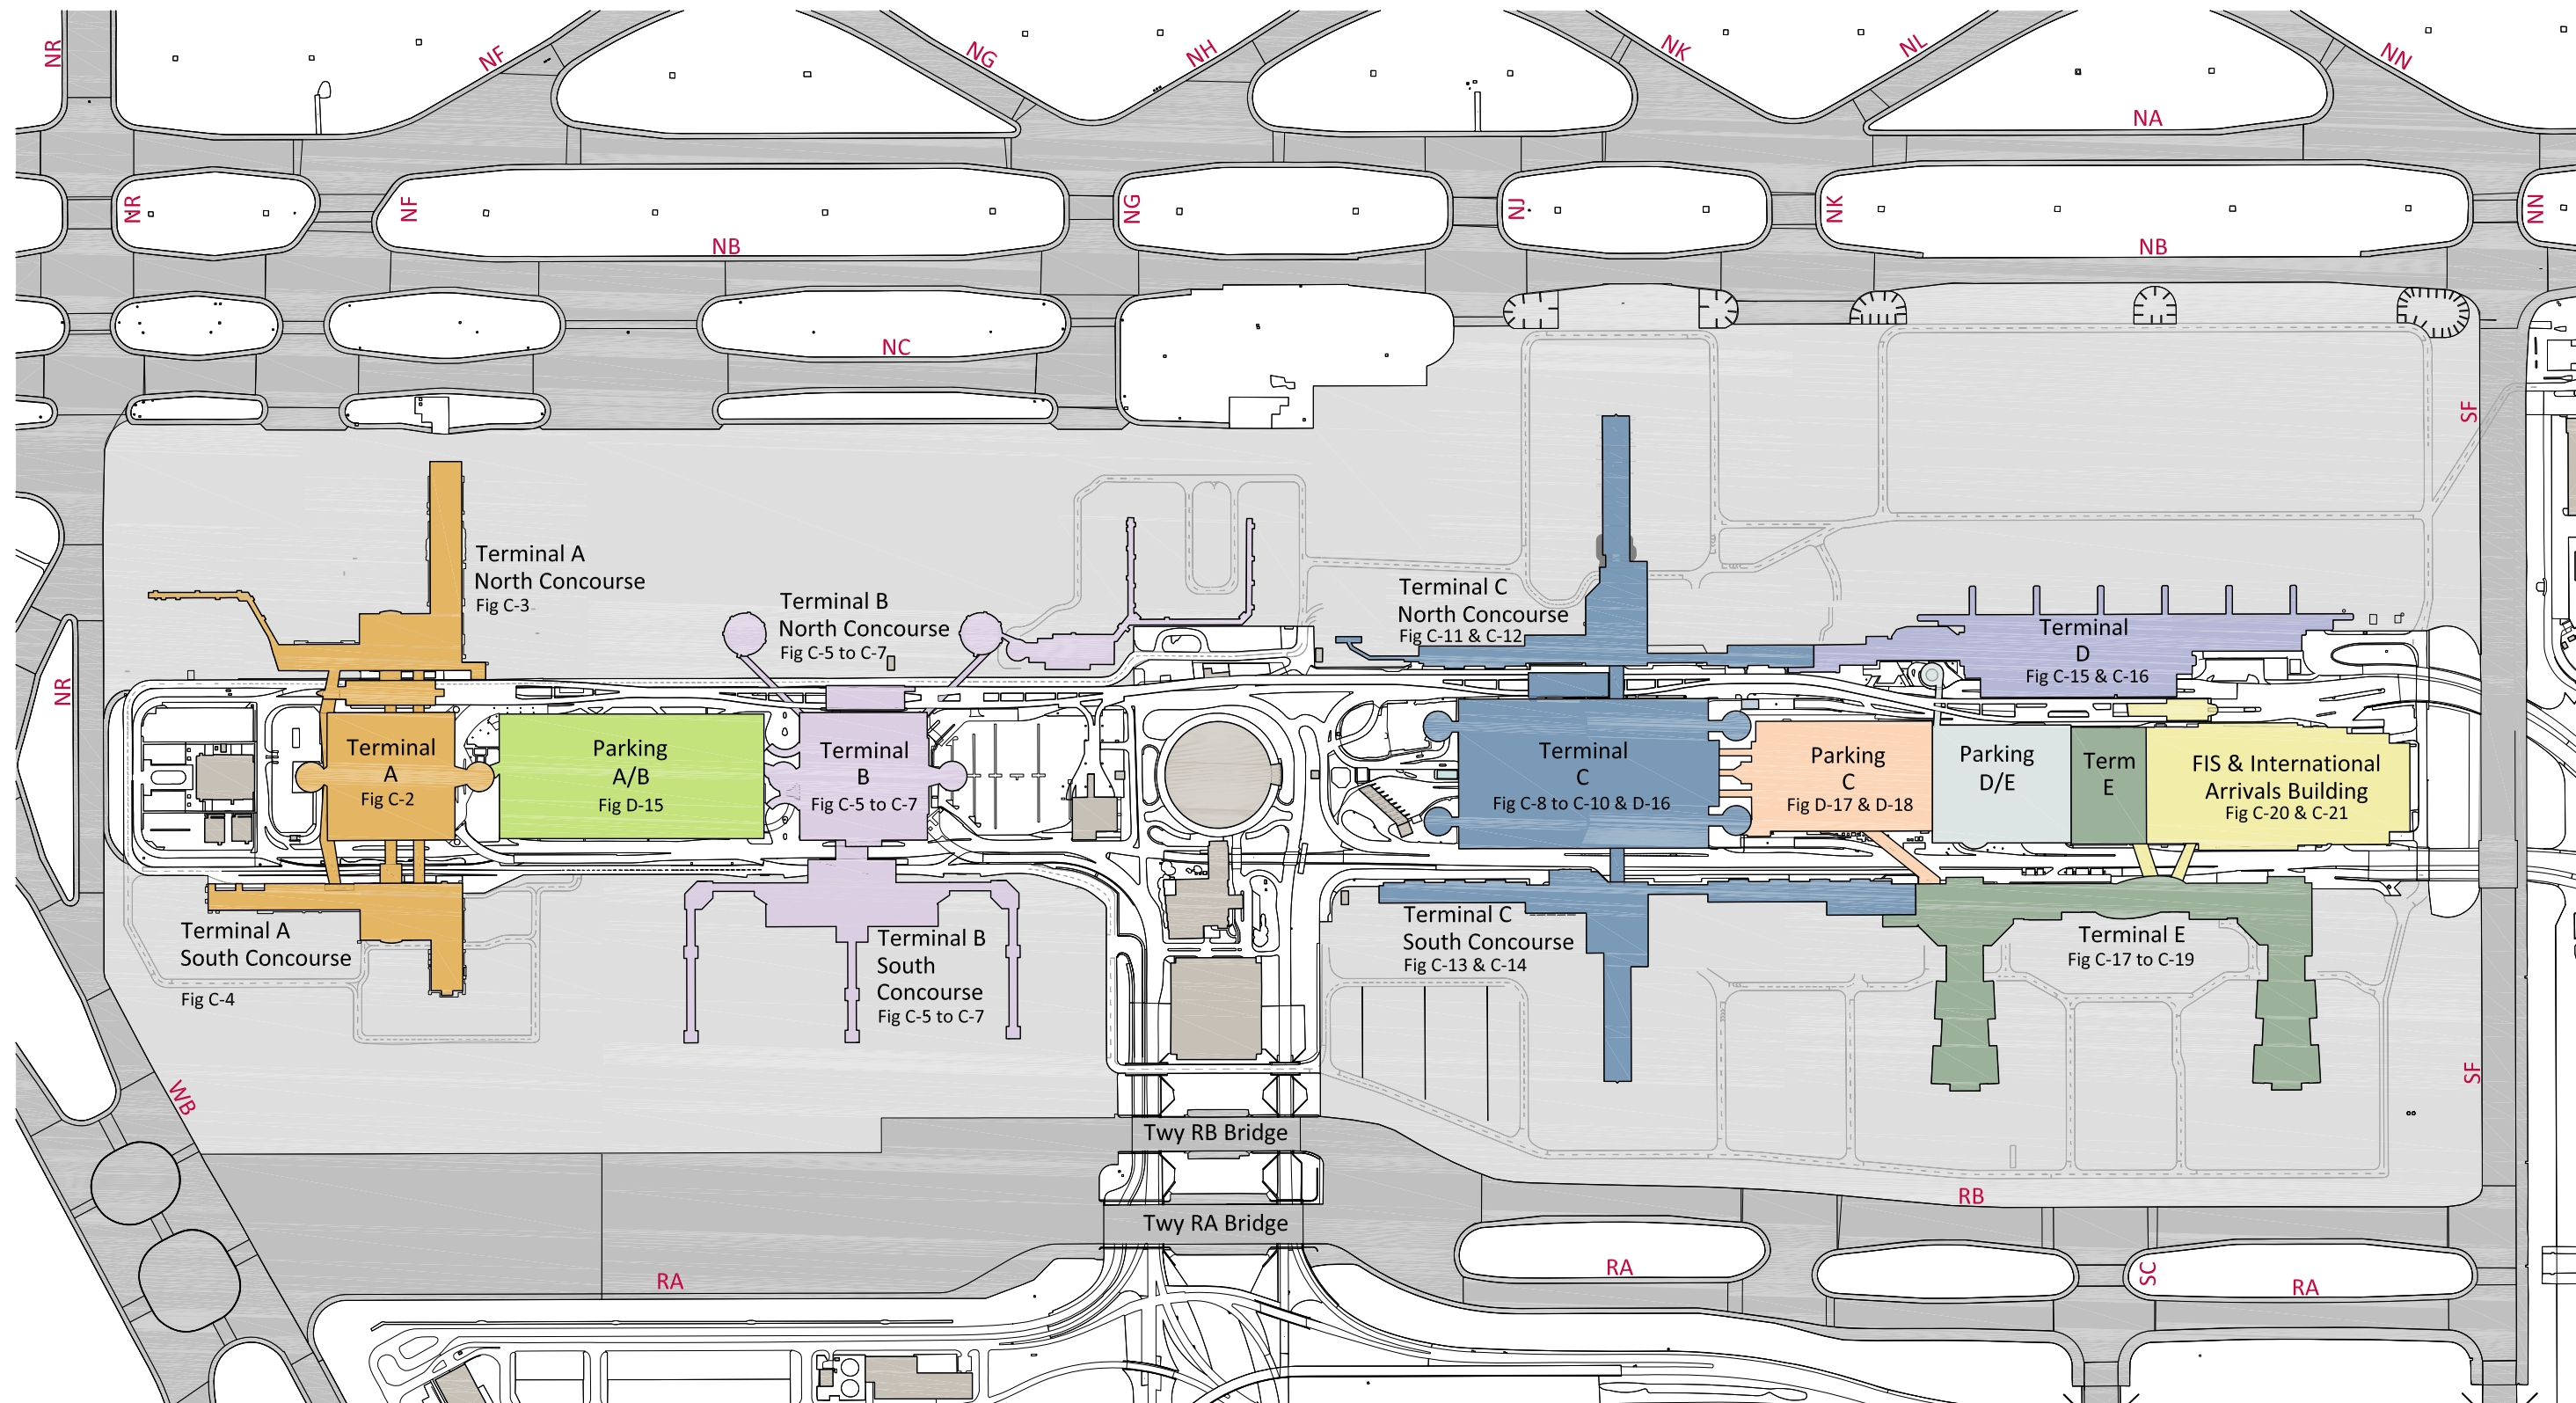 NR
NF
NG
NH
NK
NL
NN
NA
NR
NF
NG
NJ
NK
NN
NB
NB
NC
SF
Terminal A
North Concourse
Fig C-3
Terminal B
North Concourse
Fig C-5 to C-7
Terminal C
North Concourse
Fig C-11 & C-12
Terminal
D
Fig C-15 & C-16
NR
Terminal
A
Fig C-2
Parking
A/B
Fig D-15
Terminal
B
Fig C-5 to C-7
Terminal
C
Fig C-8 to C-10 & D-16
Parking
C
Fig D-17 & D-18
Parking
D/E
Term
E
FIS & International
Arrivals Building
Fig C-20 & C-21
Terminal A
South Concourse
Fig C-4
Terminal B
South
Concourse
Fig C-5 to C-7
Terminal C
South Concourse
Fig C-13 & C-14
Terminal E
Fig C-17 to C-19
WB
SF
Twy RB Bridge
RB
Twy RA Bridge
RA
RA
SC
RA